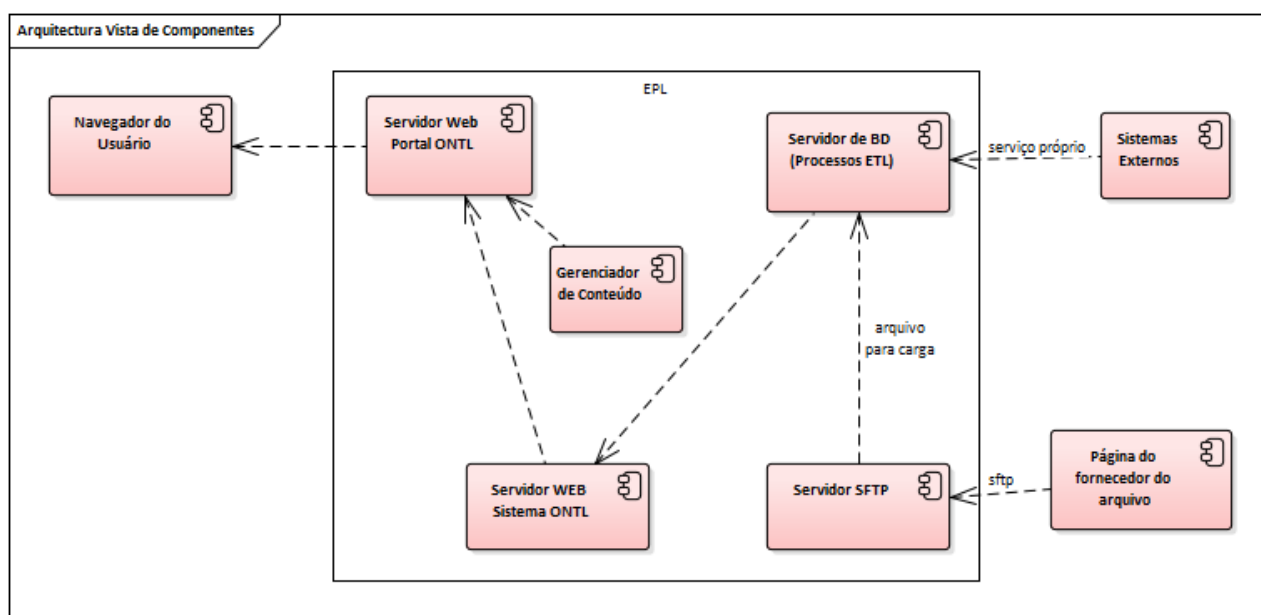 Arquitectura Vista de Componentes
EPL
Navegador do
Usuário
Servidor Web
Portal ONTL
Servidor de BD
(Processos ETL)
serviço próprio
Sistemas
Externos
Gerenciador
de Conteúdo
arquivo
para carga
Servidor WEB
Sistema ONTL
Servidor SFTP
sftp
Página do
fornecedor do
arquivo